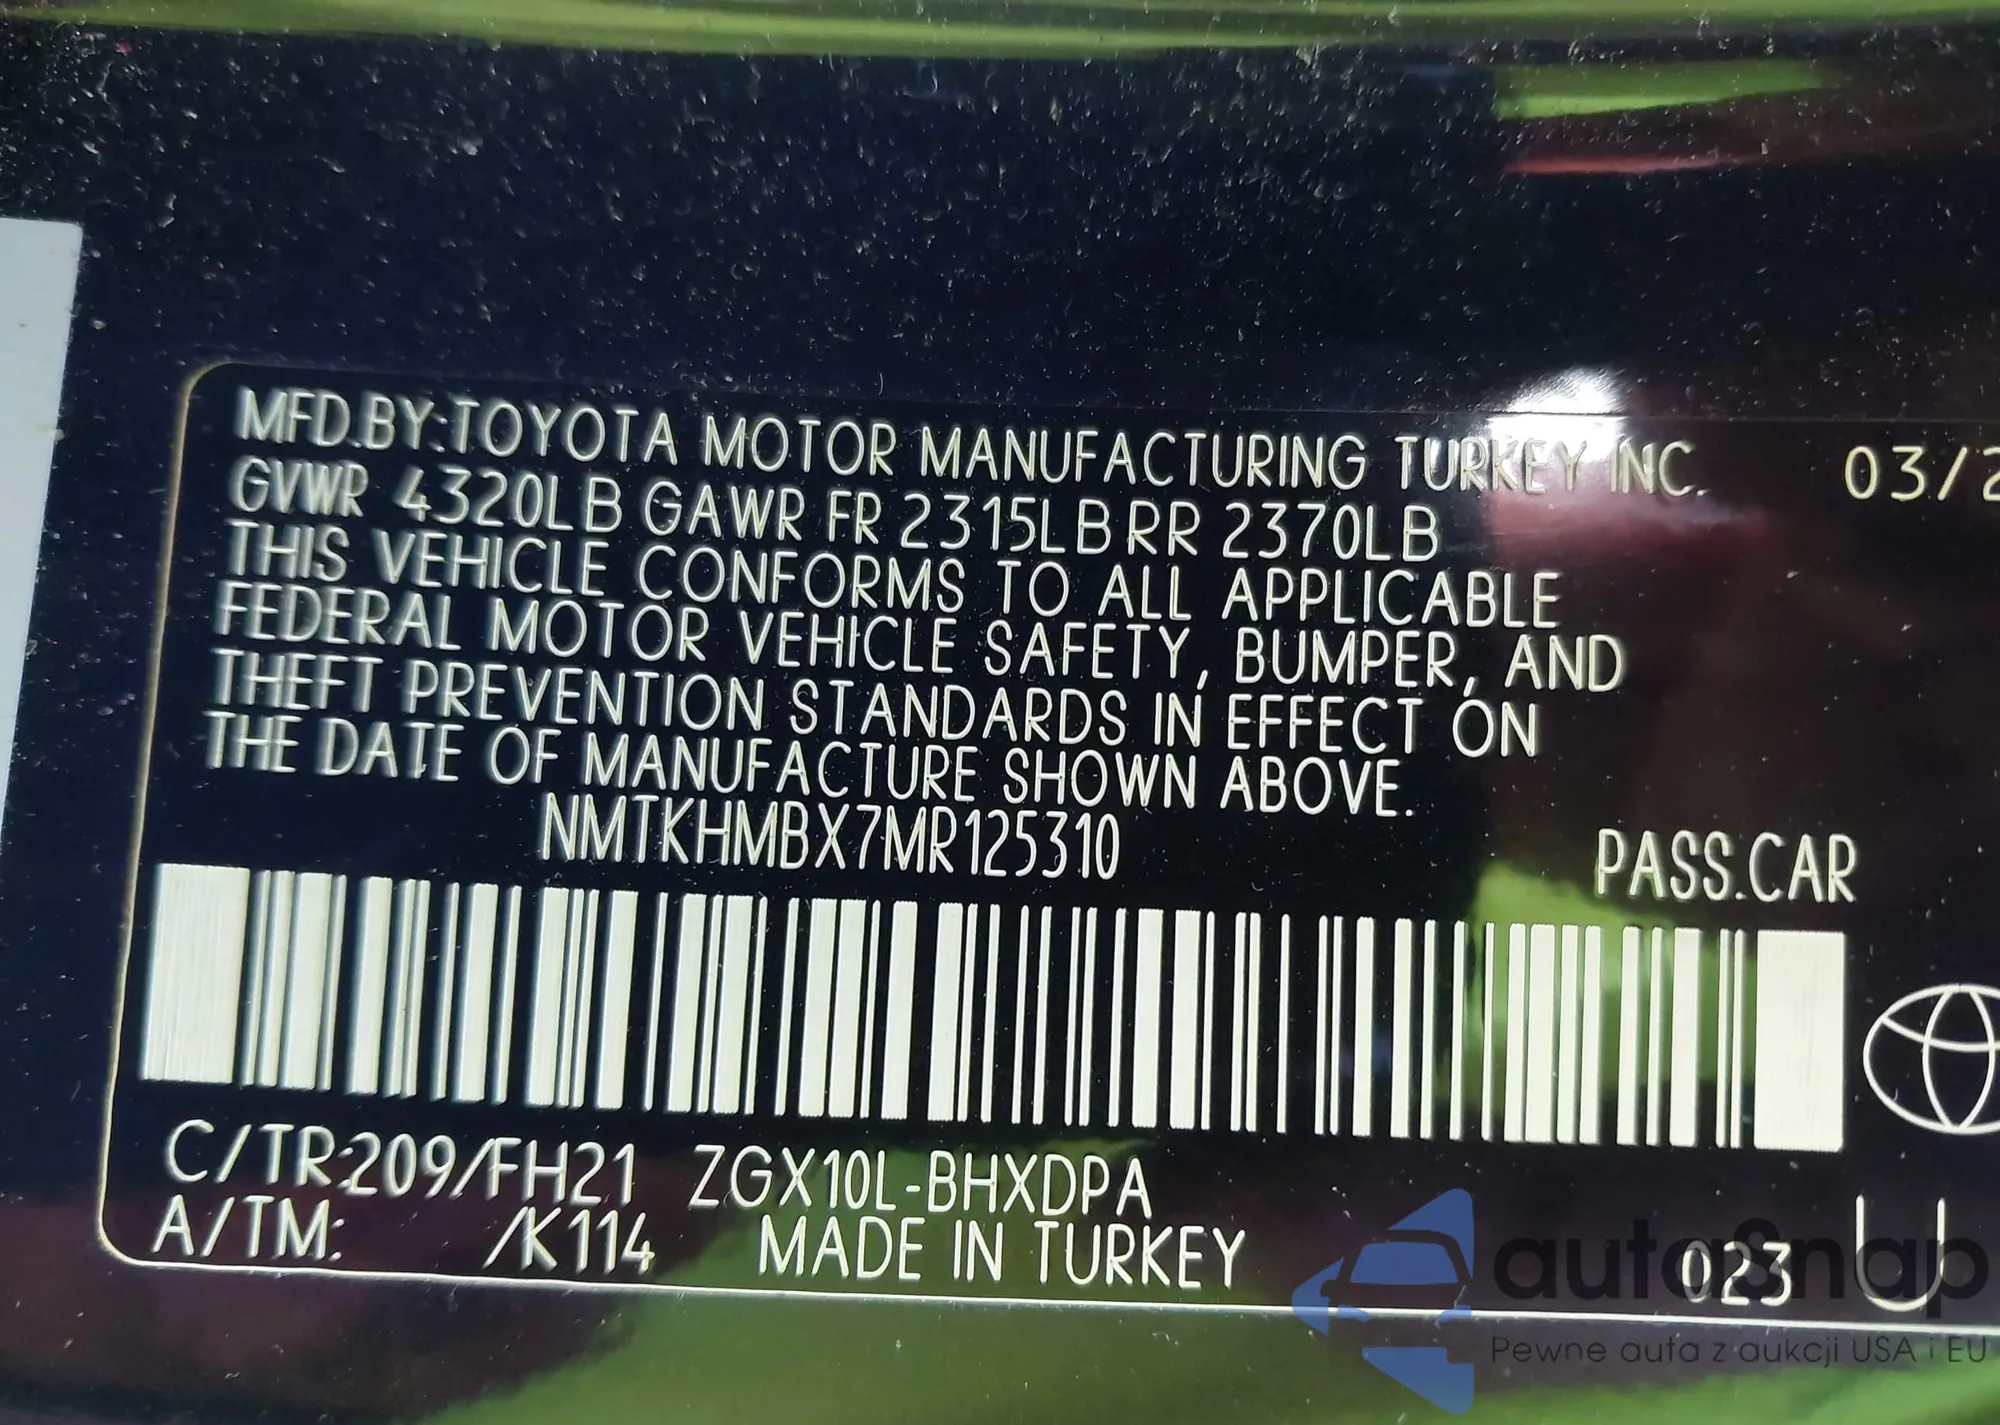 MFD.BY:TOYOTA MOTOR MANUFACTURING TURKEY INC. 03/2
GVWR 4320LB GAWR FR 2315LB RR 2370LB
THIS VEHICLE CONFORMS TO ALL APPLICABLE
FEDERAL MOTOR VEHICLE SAFETY, BUMPER, AND
THEFT PREVENTION STANDARDS IN EFFECT ON
THE DATE OF MANUFACTURE SHOWN ABOVE.
NMTKHMBX7MR125310 PASS.CAR
C/TR:209/FH21 ZGX10L-BHXDPA
A/TM: /K114 MADE IN TURKEY 023 U
autoSnap
Pewne auta z aukcji USA i EU